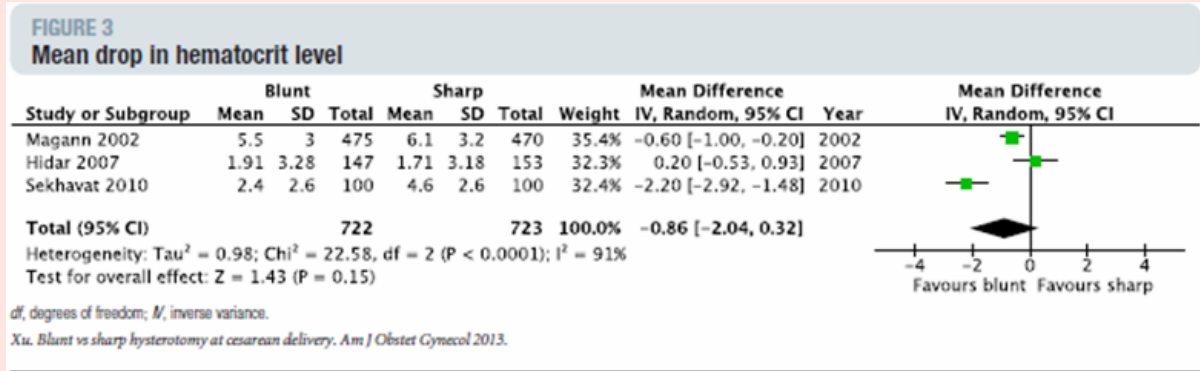 FIGURE 3
Mean drop in hematocrit level
Blunt Sharp Mean Difference Mean Difference
Study or Subgroup Mean SD Total Mean SD Total Weight IV, Random, 95% CI Year IV, Random, 95% CI
Magann 2002 5.5 3 475 6.1 3.2 470 35.4% -0.60 [-1.00, -0.20] 2002
Hidar 2007 1.91 3.28 147 1.71 3.18 153 32.3% 0.20 [-0.53, 0.93] 2007
Sekhavat 2010 2.4 2.6 100 4.6 2.6 100 32.4% -2.20 [-2.92, -1.48] 2010
Total (95% CI) 722 723 100.0% -0.86 [-2.04, 0.32]
Heterogeneity: Tau² = 0.98; Chi² = 22.58, df = 2 (P < 0.0001); I² = 91%
Test for overall effect: Z = 1.43 (P = 0.15)
-4 -2 0 2 4
Favours blunt Favours sharp
df, degrees of freedom; IV, inverse variance.
Xu. Blunt vs sharp hysterotomy at cesarean delivery. Am J Obstet Gynecol 2013.